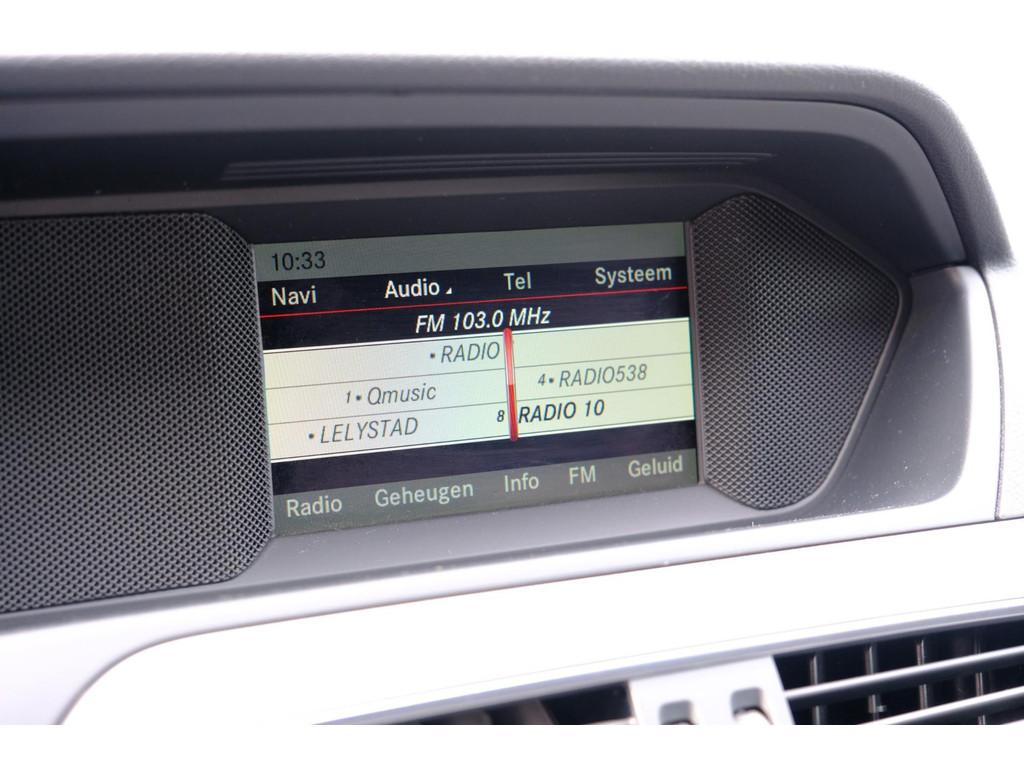 10:33
Navi Audio Tel Systeem
FM 103.0 MHz
• RADIO
1 • Qmusic 4 • RADIO538
• LELYSTAD 8 RADIO 10
Radio Geheugen Info FM Geluid